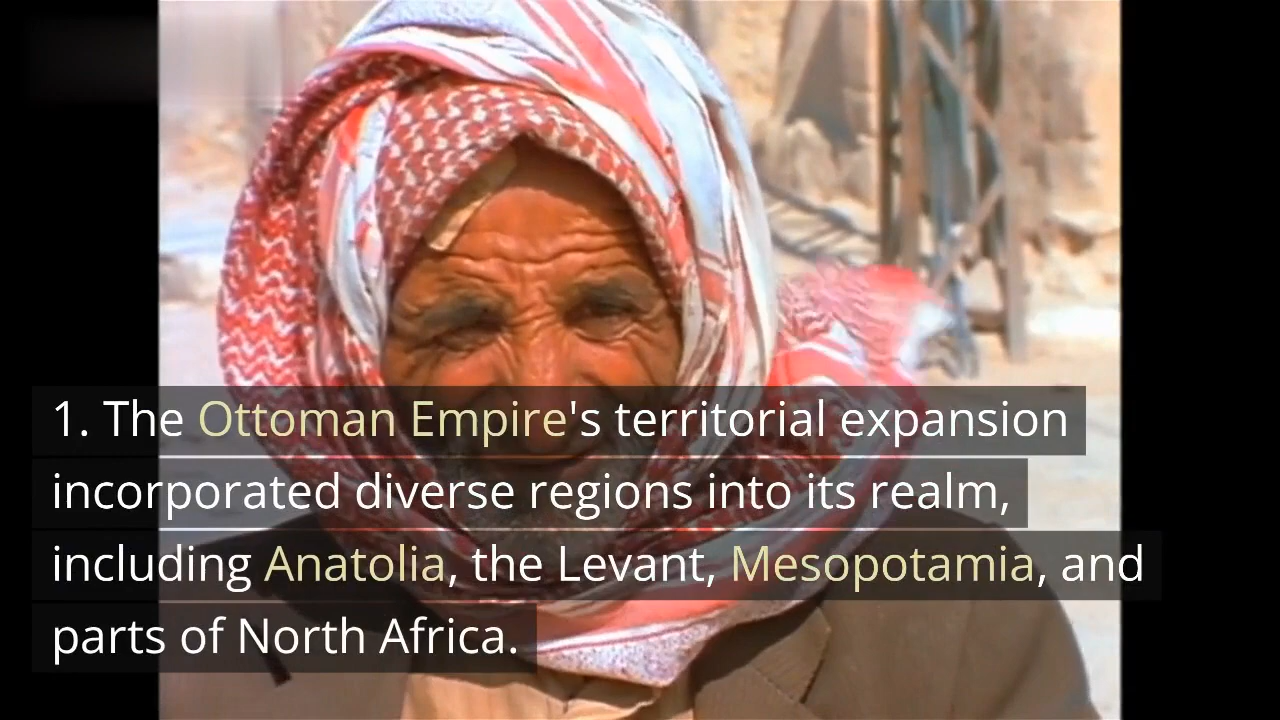 1. The Ottoman Empire's territorial expansion
incorporated diverse regions into its realm,
including Anatolia, the Levant, Mesopotamia, and
parts of North Africa.